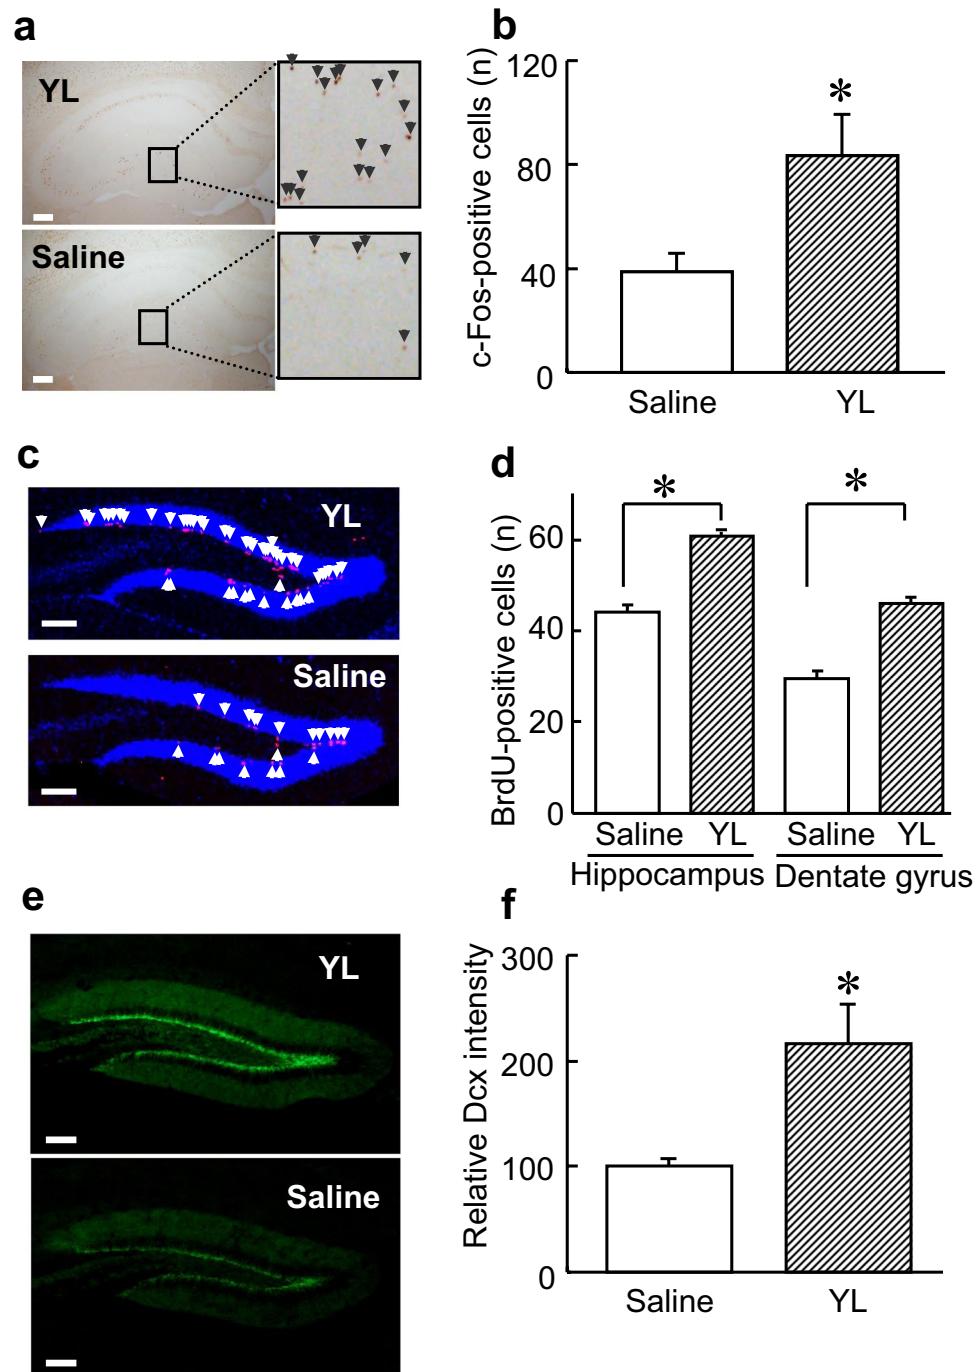 a
YL
Saline
b
c-Fos-positive cells (n)
120
80
40
0
*
Saline YL
c
YL
Saline
d
BrdU-positive cells (n)
60
40
20
0
* *
Saline YL Saline YL
Hippocampus Dentate gyrus
e
YL
Saline
f
Relative Dcx intensity
300
200
100
0
*
Saline YL